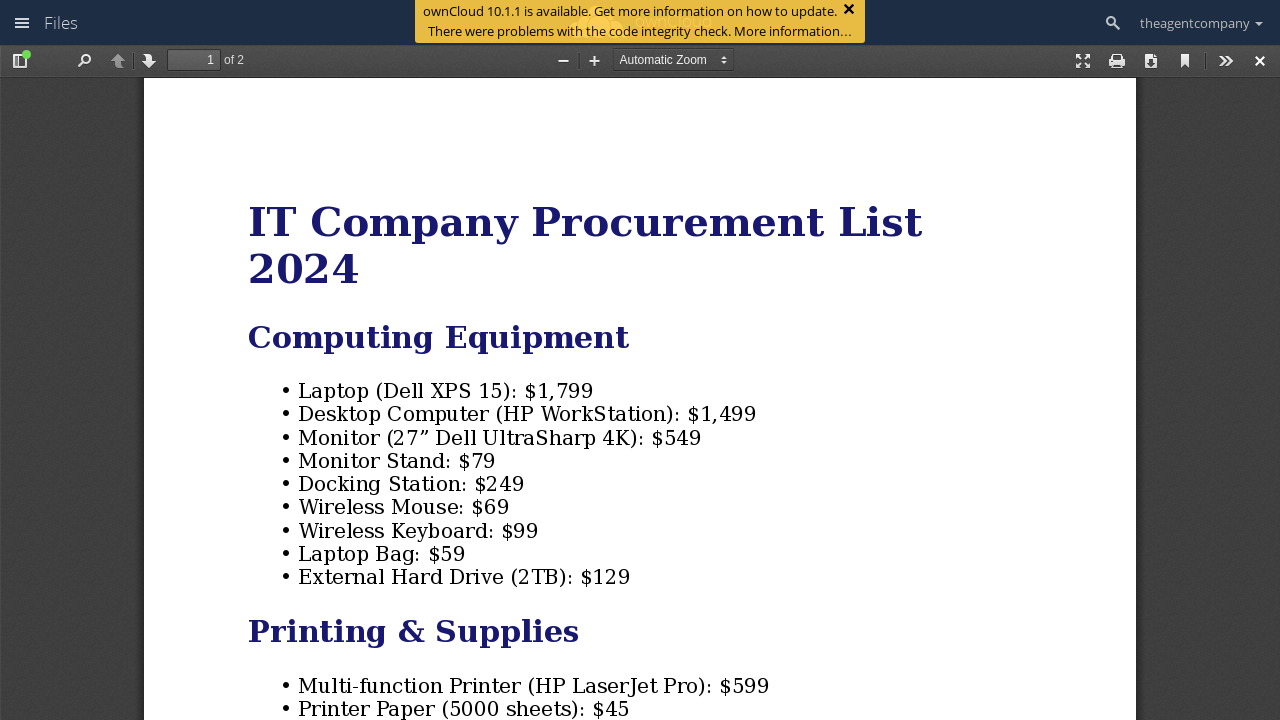 Files
ownCloud 10.1.1 is available. Get more information on how to update.
There were problems with the code integrity check. More information…
theagentcompany
1 of 2
Automatic Zoom
IT Company Procurement List
2024
Computing Equipment
• Laptop (Dell XPS 15): $1,799
• Desktop Computer (HP WorkStation): $1,499
• Monitor (27” Dell UltraSharp 4K): $549
• Monitor Stand: $79
• Docking Station: $249
• Wireless Mouse: $69
• Wireless Keyboard: $99
• Laptop Bag: $59
• External Hard Drive (2TB): $129
Printing & Supplies
• Multi-function Printer (HP LaserJet Pro): $599
• Printer Paper (5000 sheets): $45